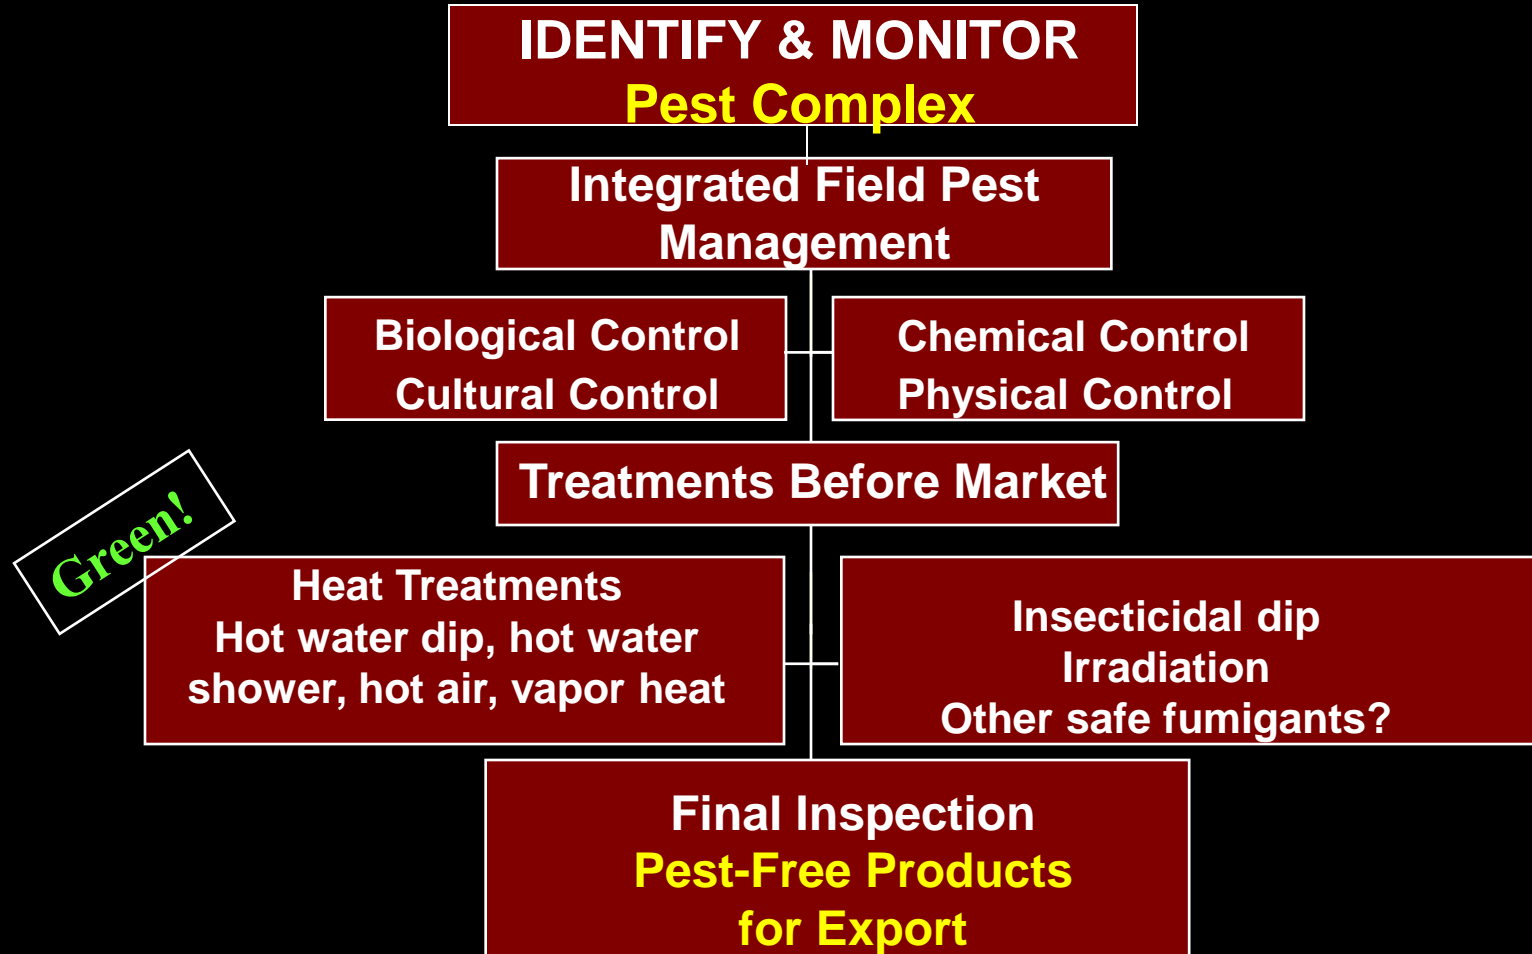 IDENTIFY & MONITOR
Pest Complex
Integrated Field Pest
Management
Biological Control
Cultural Control
Chemical Control
Physical Control
Treatments Before Market
Green!
Heat Treatments
Hot water dip, hot water
shower, hot air, vapor heat
Insecticidal dip
Irradiation
Other safe fumigants?
Final Inspection
Pest-Free Products
for Export